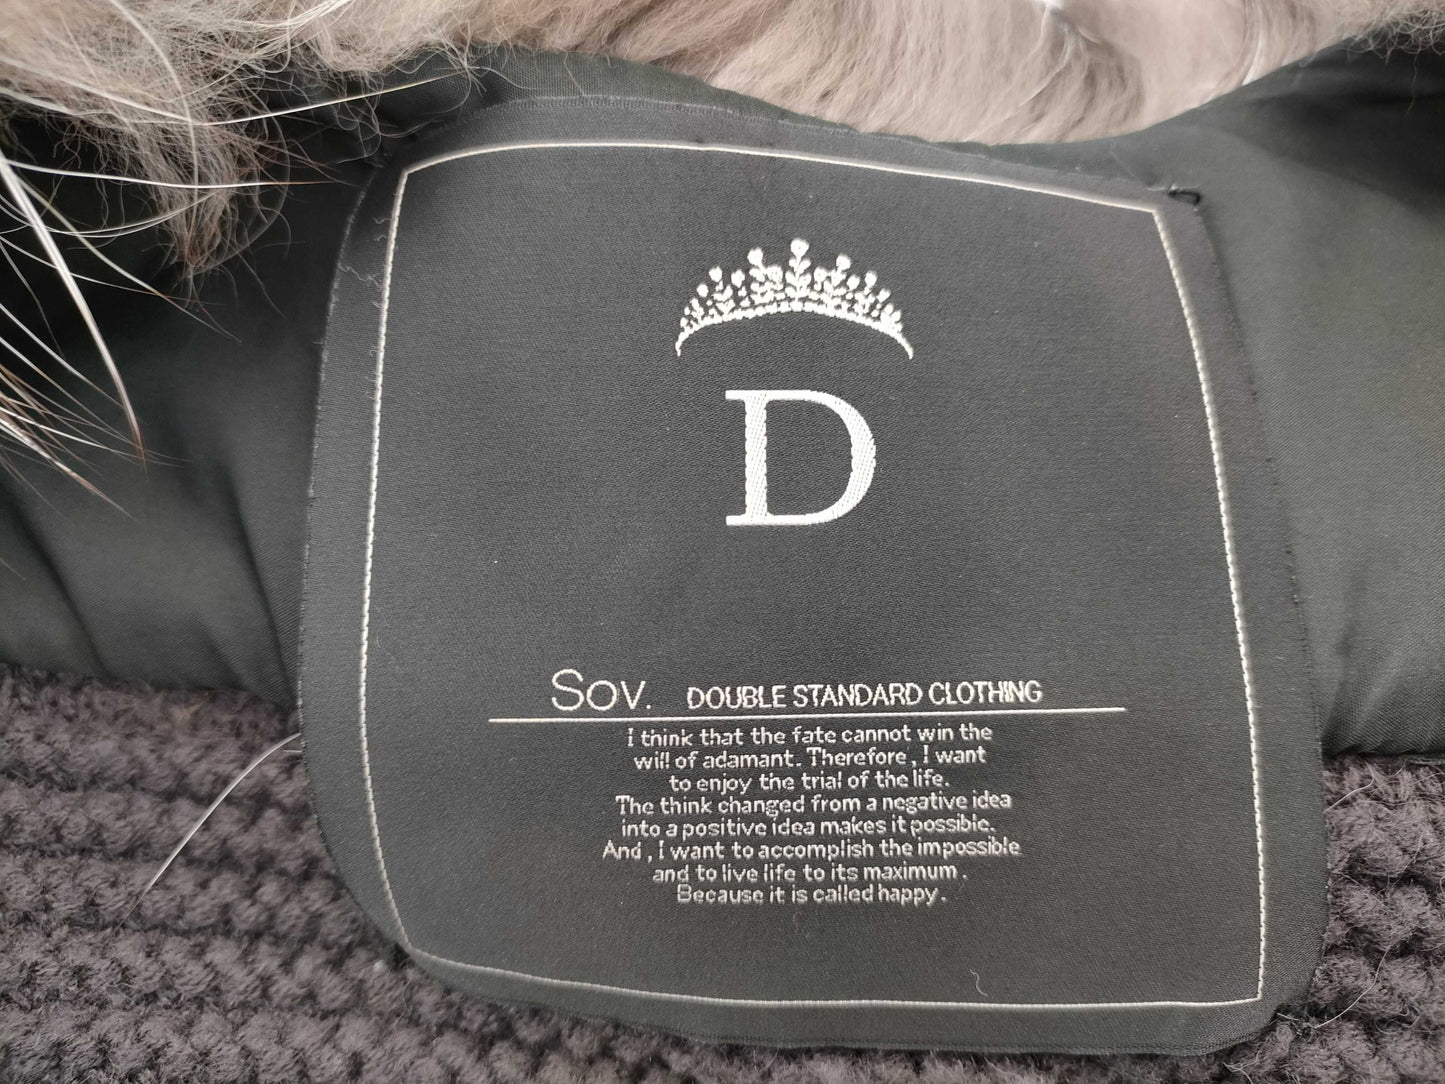 D
Sov. DOUBLE STANDARD CLOTHING
I think that the fate cannot win the
will of adamant. Therefore, I want
to enjoy the trial of the life.
The think changed from a negative idea
into a positive idea makes it possible.
And, I want to accomplish the impossible
and to live life to its maximum.
Because it is called happy.